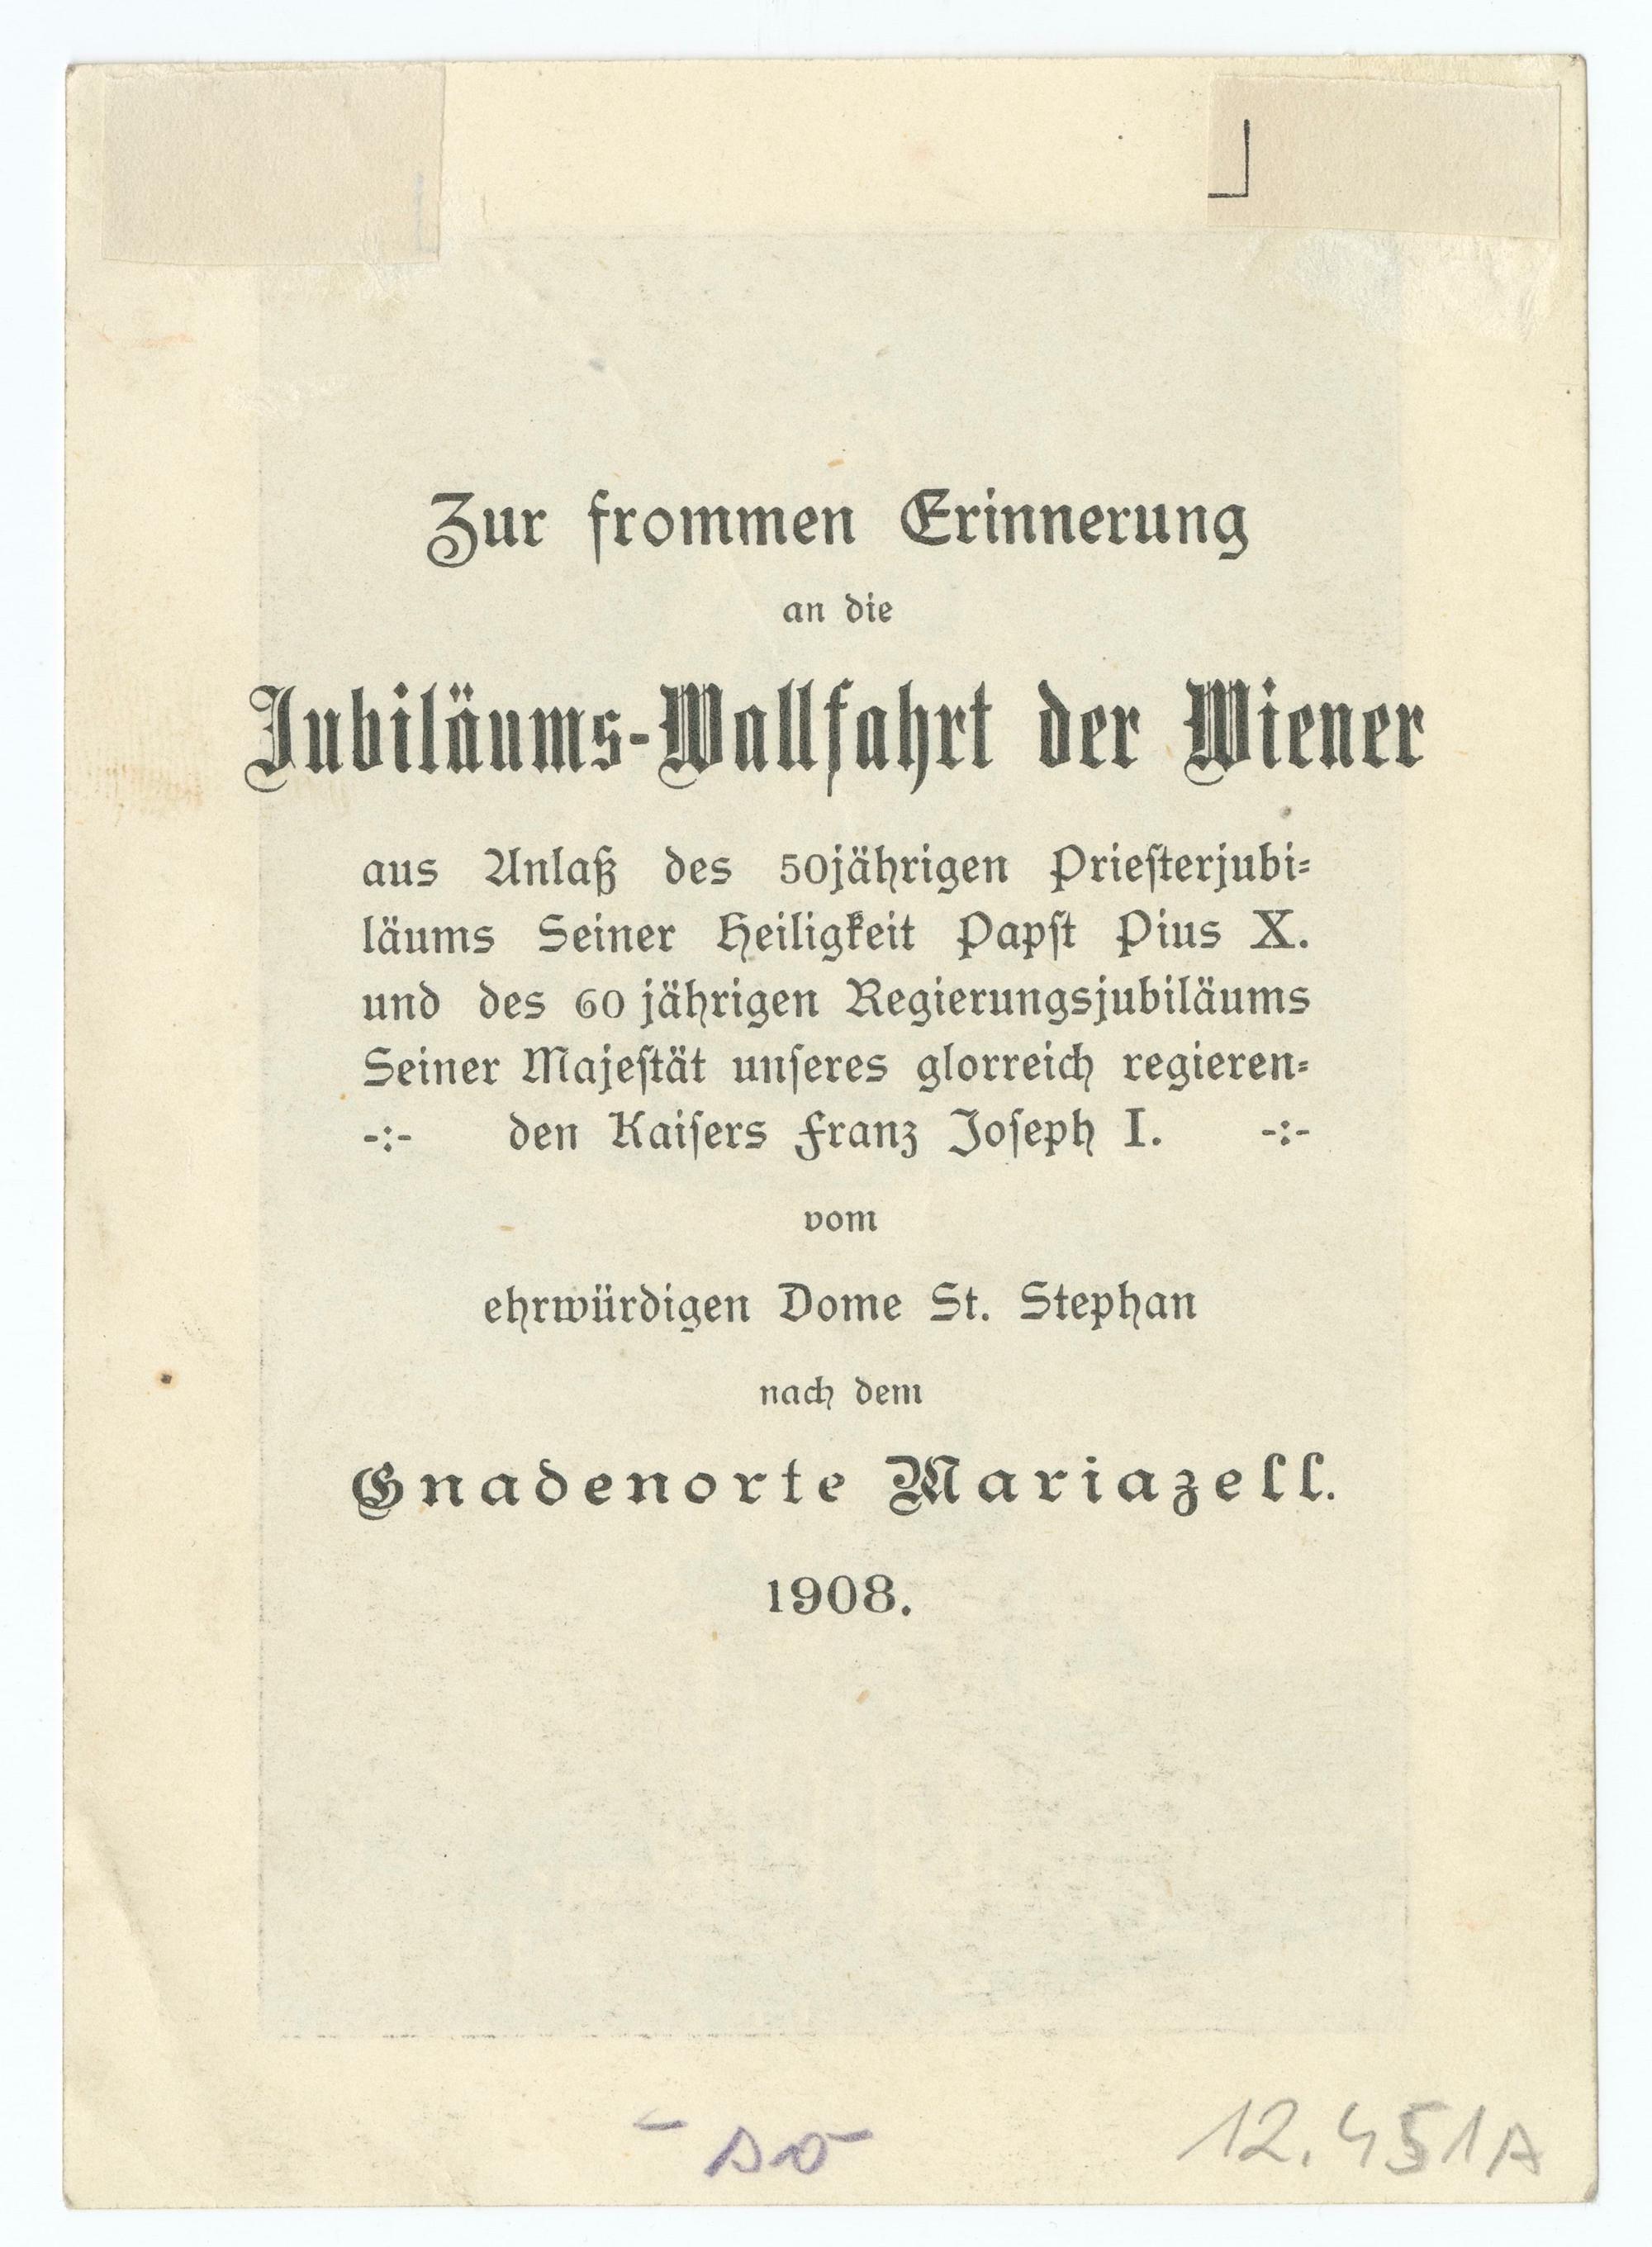 Zur frommen Erinnerung
an die
Jubiläums-Wallfahrt der Wiener
aus Anlaß des 50jährigen Prieſterjubi⸗
läums Seiner Heiligkeit Papſt Pius X.
und des 60jährigen Regierungsjubiläums
Seiner Majeſtät unſeres glorreich regieren⸗
-:- den Kaiſers Franz Joſeph I. -:-
vom
ehrwürdigen Dome St. Stephan
nach dem
Gnadenorte Mariazell.
1908.
12.451A